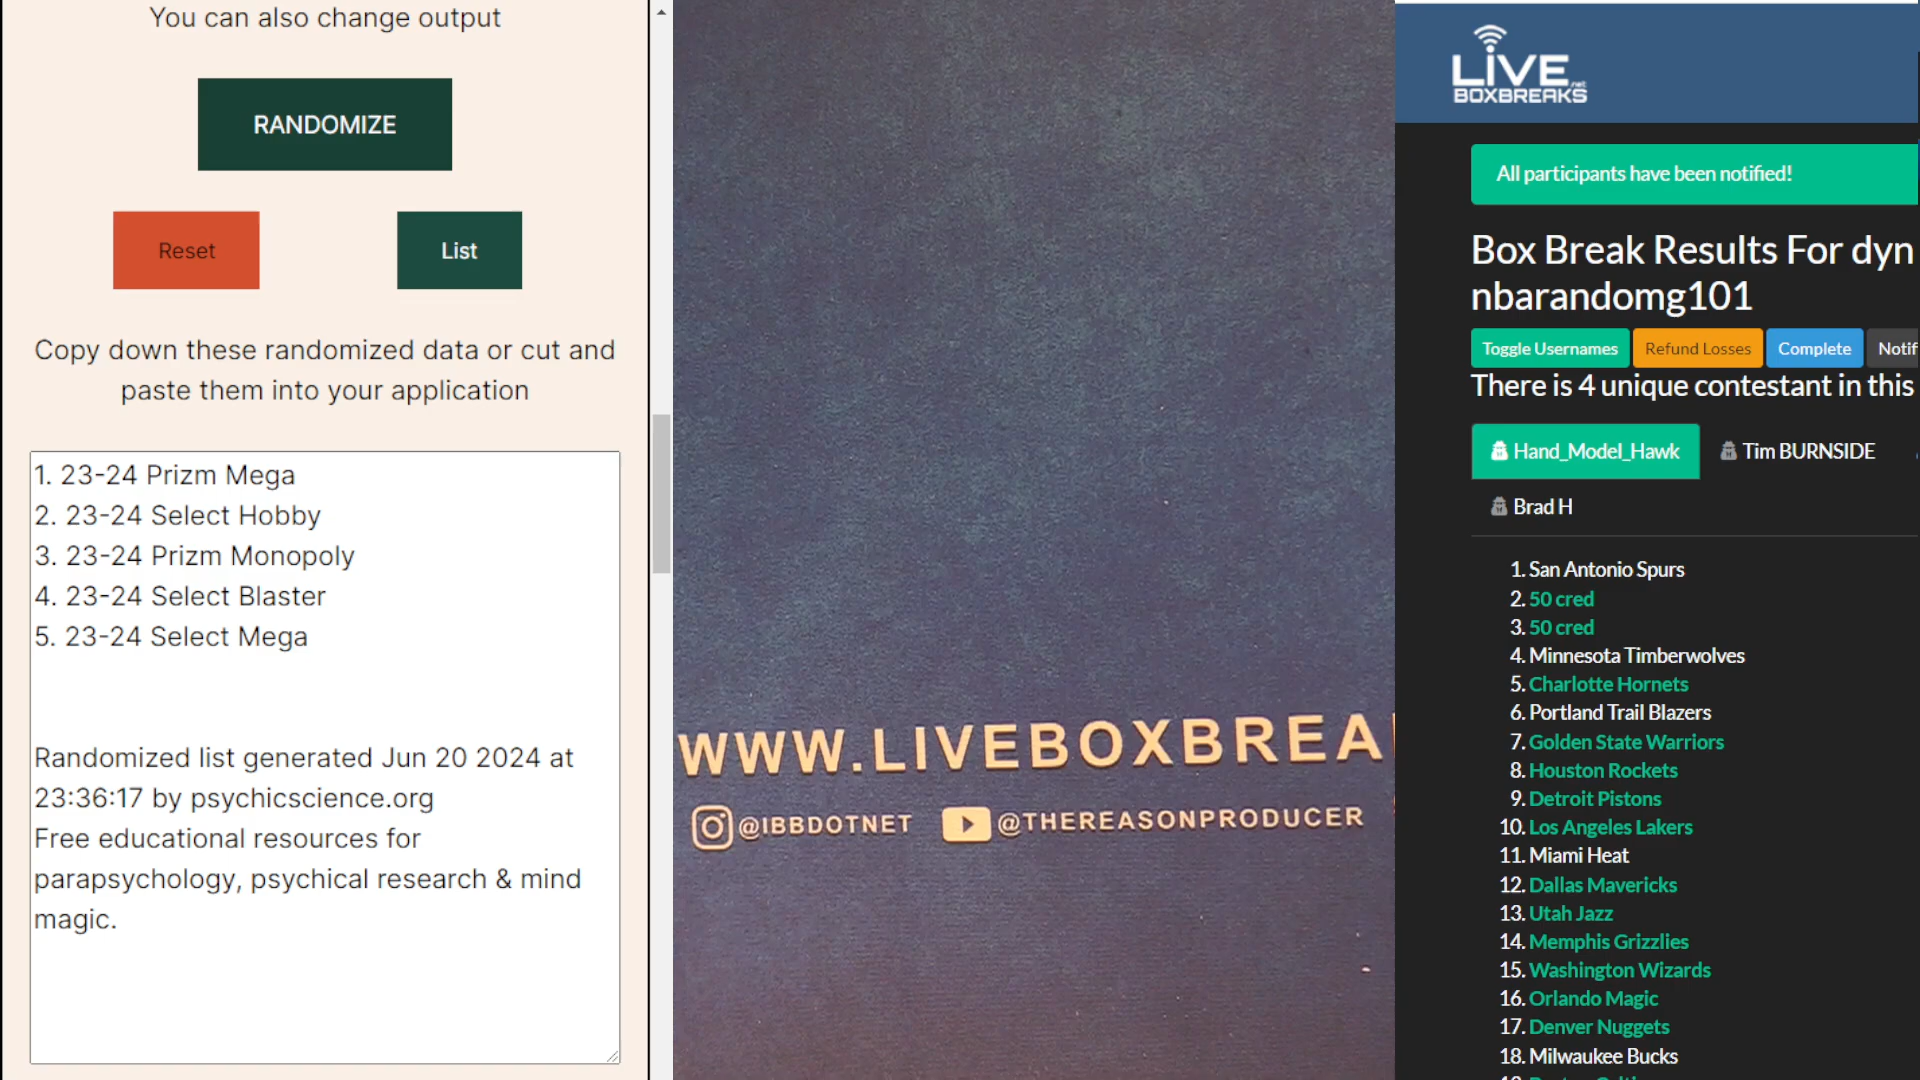 You can also change output
RANDOMIZE
Reset
List
Copy down these randomized data or cut and
paste them into your application
1. 23-24 Prizm Mega
2. 23-24 Select Hobby
3. 23-24 Prizm Monopoly
4. 23-24 Select Blaster
5. 23-24 Select Mega
Randomized list generated Jun 20 2024 at
23:36:17 by psychicscience.org
Free educational resources for
parapsychology, psychical research & mind
magic.
WWW.LIVEBOXBREA
@IBBDOTNET
@THEREASONPRODUCER
LIVE.net
BOXBREAKS
All participants have been notified!
Box Break Results For dyn
nbarandomg101
Toggle Usernames
Refund Losses
Complete
Notif
There is 4 unique contestant in this
Hand_Model_Hawk
Tim BURNSIDE
Brad H
1. San Antonio Spurs
2. 50 cred
3. 50 cred
4. Minnesota Timberwolves
5. Charlotte Hornets
6. Portland Trail Blazers
7. Golden State Warriors
8. Houston Rockets
9. Detroit Pistons
10. Los Angeles Lakers
11. Miami Heat
12. Dallas Mavericks
13. Utah Jazz
14. Memphis Grizzlies
15. Washington Wizards
16. Orlando Magic
17. Denver Nuggets
18. Milwaukee Bucks